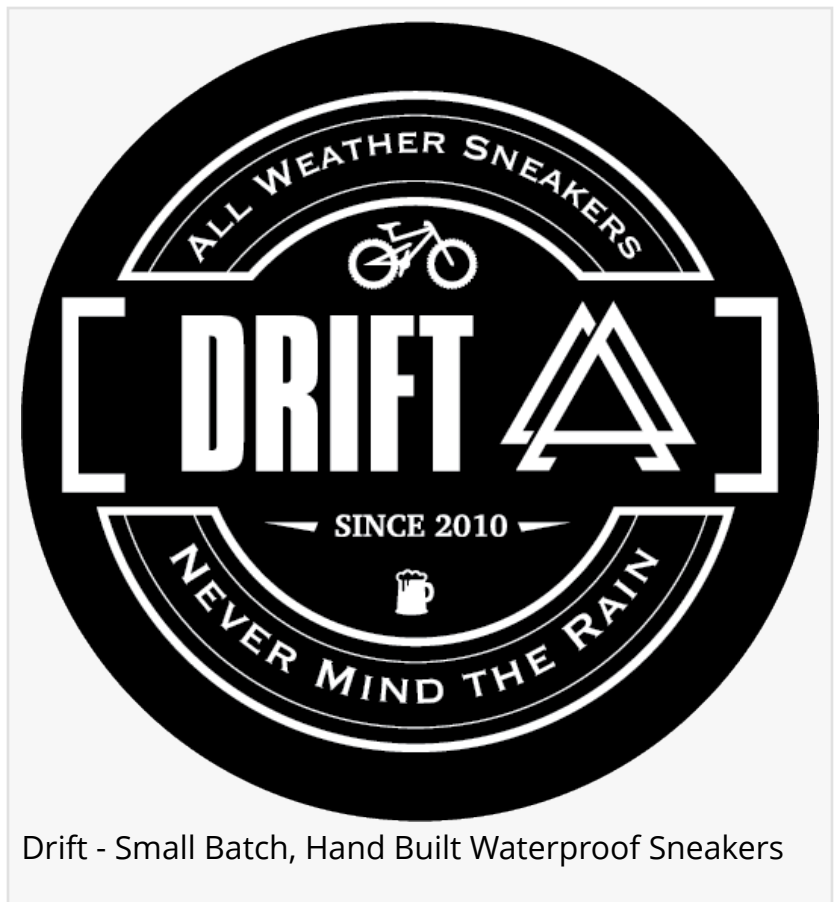 All Weather Sneakers
DRIFT
SINCE 2010
Never Mind the Rain
Drift - Small Batch, Hand Built Waterproof Sneakers